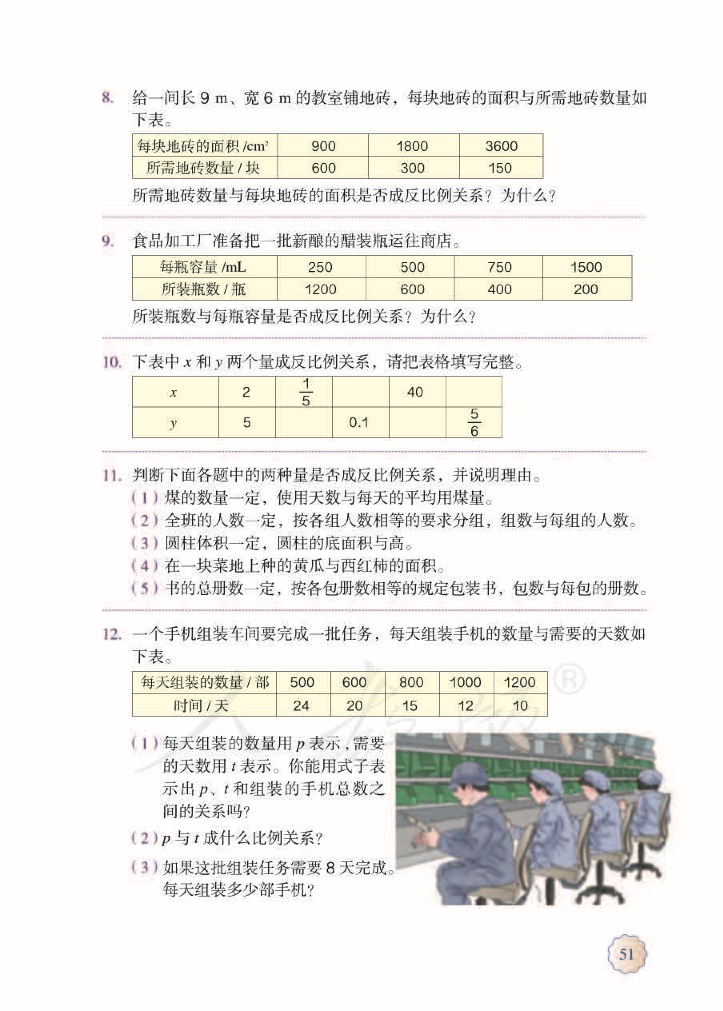 8. 给一间长 9 m、宽 6 m 的教室铺地砖，每块地砖的面积与所需地砖数量如
下表。
每块地砖的面积 /cm² 900 1800 3600
所需地砖数量 / 块 600 300 150
所需地砖数量与每块地砖的面积是否成反比例关系？为什么？
9. 食品加工厂准备把一批新酿的醋装瓶运往商店。
每瓶容量 /mL 250 500 750 1500
所装瓶数 / 瓶 1200 600 400 200
所装瓶数与每瓶容量是否成反比例关系？为什么？
10. 下表中 x 和 y 两个量成反比例关系，请把表格填写完整。
x 2 1/5 40
y 5 0.1 5/6
11. 判断下面各题中的两种量是否成反比例关系，并说明理由。
（1）煤的数量一定，使用天数与每天的平均用煤量。
（2）全班的人数一定，按各组人数相等的要求分组，组数与每组的人数。
（3）圆柱体积一定，圆柱的底面积与高。
（4）在一块菜地上种的黄瓜与西红柿的面积。
（5）书的总册数一定，按各包册数相等的规定包装书，包数与每包的册数。
12. 一个手机组装车间要完成一批任务，每天组装手机的数量与需要的天数如
下表。
每天组装的数量 / 部 500 600 800 1000 1200
时间 / 天 24 20 15 12 10
（1）每天组装的数量用 p 表示，需要
的天数用 t 表示。你能用式子表
示出 p、t 和组装的手机总数之
间的关系吗？
（2）p 与 t 成什么比例关系？
（3）如果这批组装任务需要 8 天完成。
每天组装多少部手机？
51